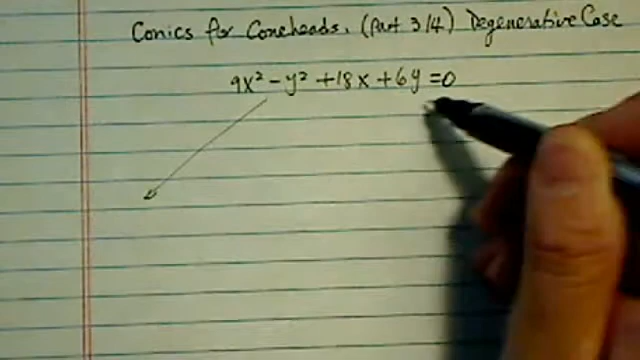 Conics for Coneheads. (Part 3/4) Degenerative Case
9x² - y² + 18x + 6y = 0